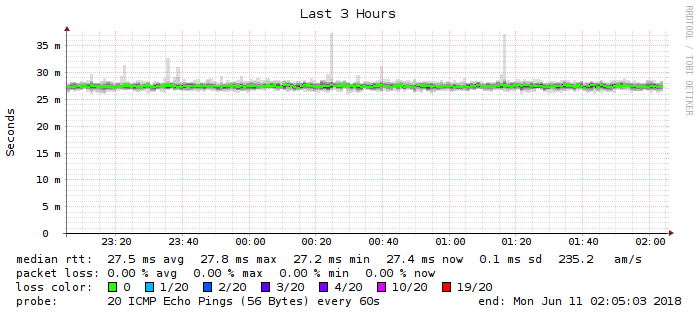 Last 3 Hours
RRDTOOL / TOBI OETIKER
Seconds
35 m
30 m
25 m
20 m
15 m
10 m
5 m
0
23:20 23:40 00:00 00:20 00:40 01:00 01:20 01:40 02:00
median rtt: 27.5 ms avg 27.8 ms max 27.2 ms min 27.4 ms now 0.1 ms sd 235.2 am/s
packet loss: 0.00 % avg 0.00 % max 0.00 % min 0.00 % now
loss color: 0 1/20 2/20 3/20 4/20 10/20 19/20
probe: 20 ICMP Echo Pings (56 Bytes) every 60s end: Mon Jun 11 02:05:03 2018